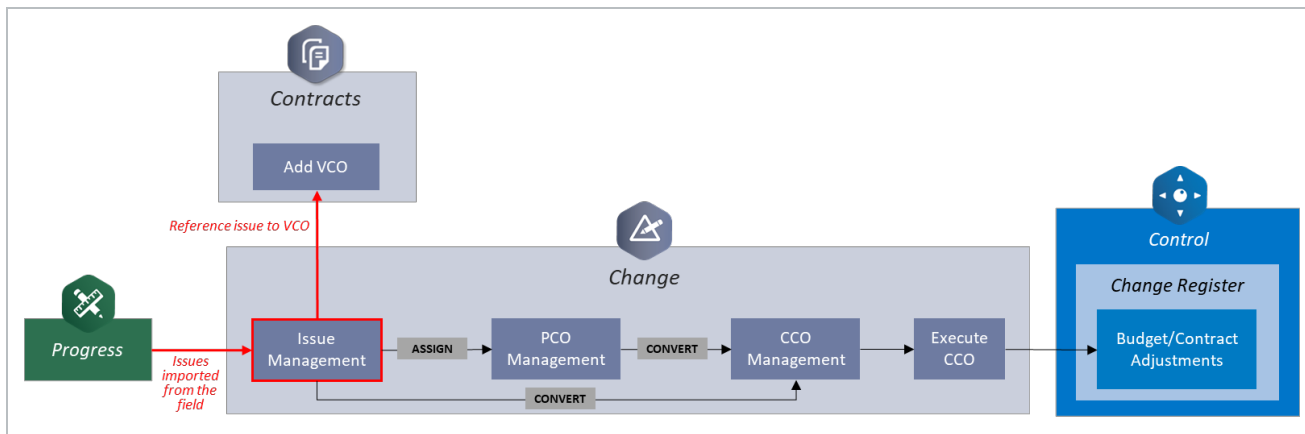 Contracts
Add VCO
Reference issue to VCO
Change
Control
Change Register
Budget/Contract
Adjustments
Progress
Issues
imported
from the
field
Issue
Management
ASSIGN
PCO
Management
CONVERT
CCO
Management
Execute
CCO
CONVERT